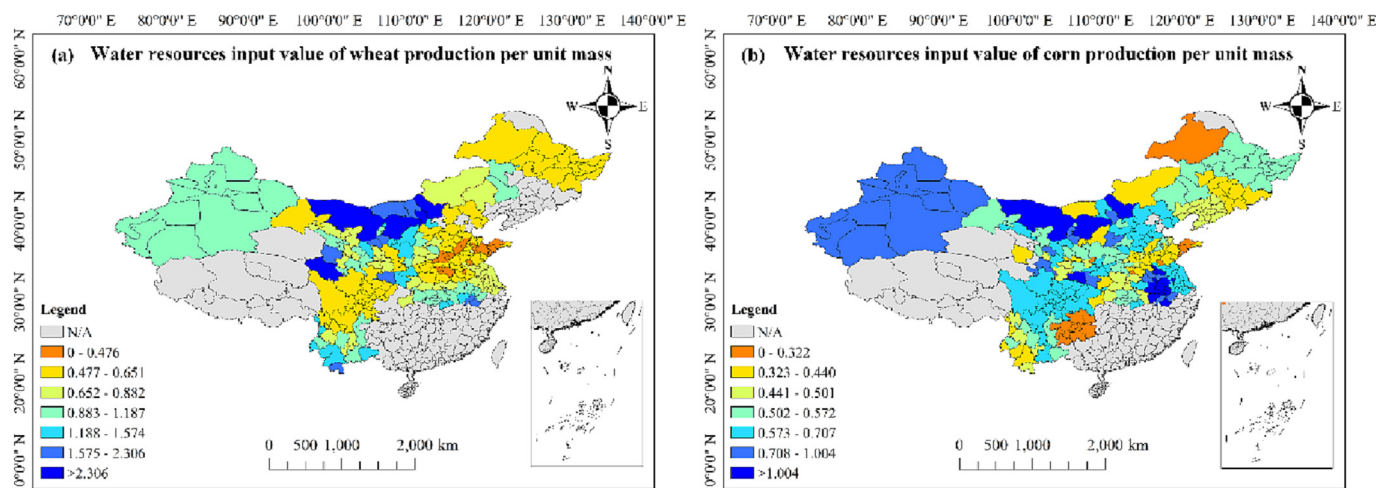 70°0'0" E 80°0'0" E 90°0'0" E 100°0'0" E 110°0'0" E 120°0'0" E 130°0'0" E 140°0'0" E
(a) Water resources input value of wheat production per unit mass
N
W E
S
60°0'0" N
50°0'0" N
40°0'0" N
30°0'0" N
20°0'0" N
10°0'0" N
0°0'0" N
Legend
N/A
0 - 0.476
0.477 - 0.651
0.652 - 0.882
0.883 - 1.187
1.188 - 1.574
1.575 - 2.306
>2.306
0 500 1,000 2,000 km
70°0'0" E 80°0'0" E 90°0'0" E 100°0'0" E 110°0'0" E 120°0'0" E 130°0'0" E 140°0'0" E
(b) Water resources input value of corn production per unit mass
N
W E
S
60°0'0" N
50°0'0" N
40°0'0" N
30°0'0" N
20°0'0" N
10°0'0" N
0°0'0" N
Legend
N/A
0 - 0.322
0.323 - 0.440
0.441 - 0.501
0.502 - 0.572
0.573 - 0.707
0.708 - 1.004
>1.004
0 500 1,000 2,000 km